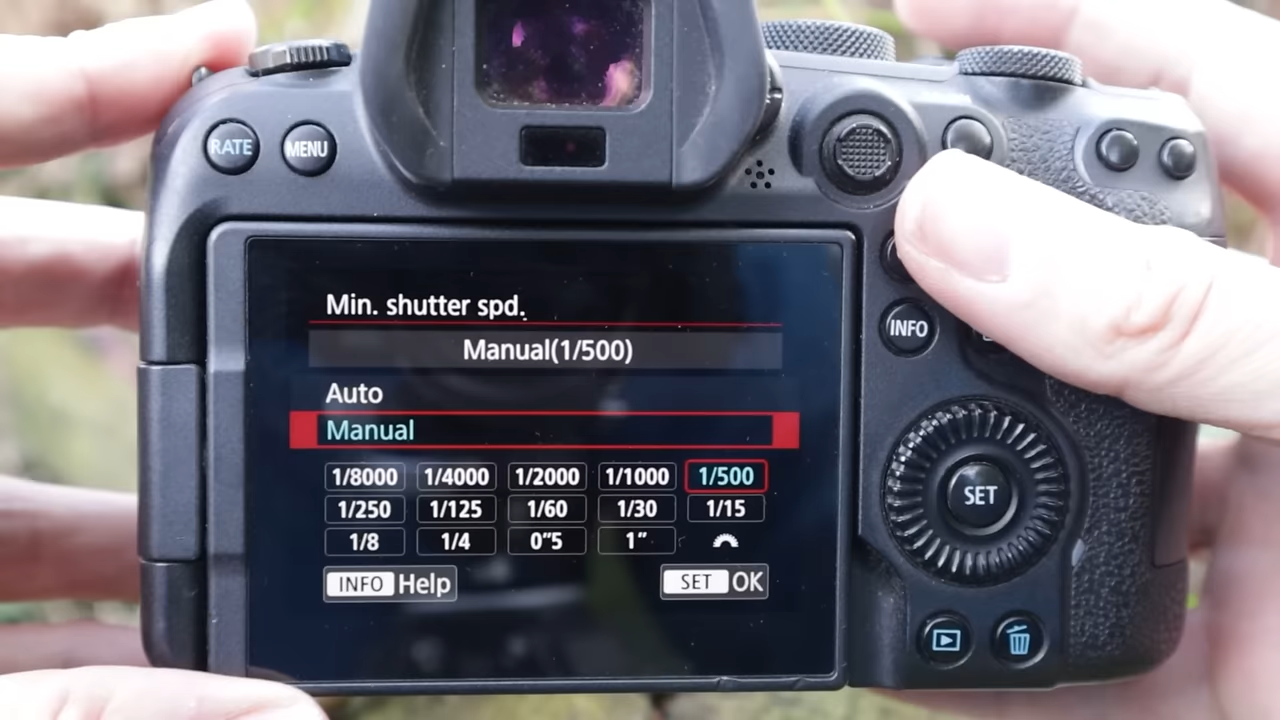 RATE
MENU
INFO
Min. shutter spd.
Manual(1/500)
Auto
Manual
1/8000 1/4000 1/2000 1/1000 1/500
1/250 1/125 1/60 1/30 1/15
1/8 1/4 0"5 1"
INFO Help SET OK
SET